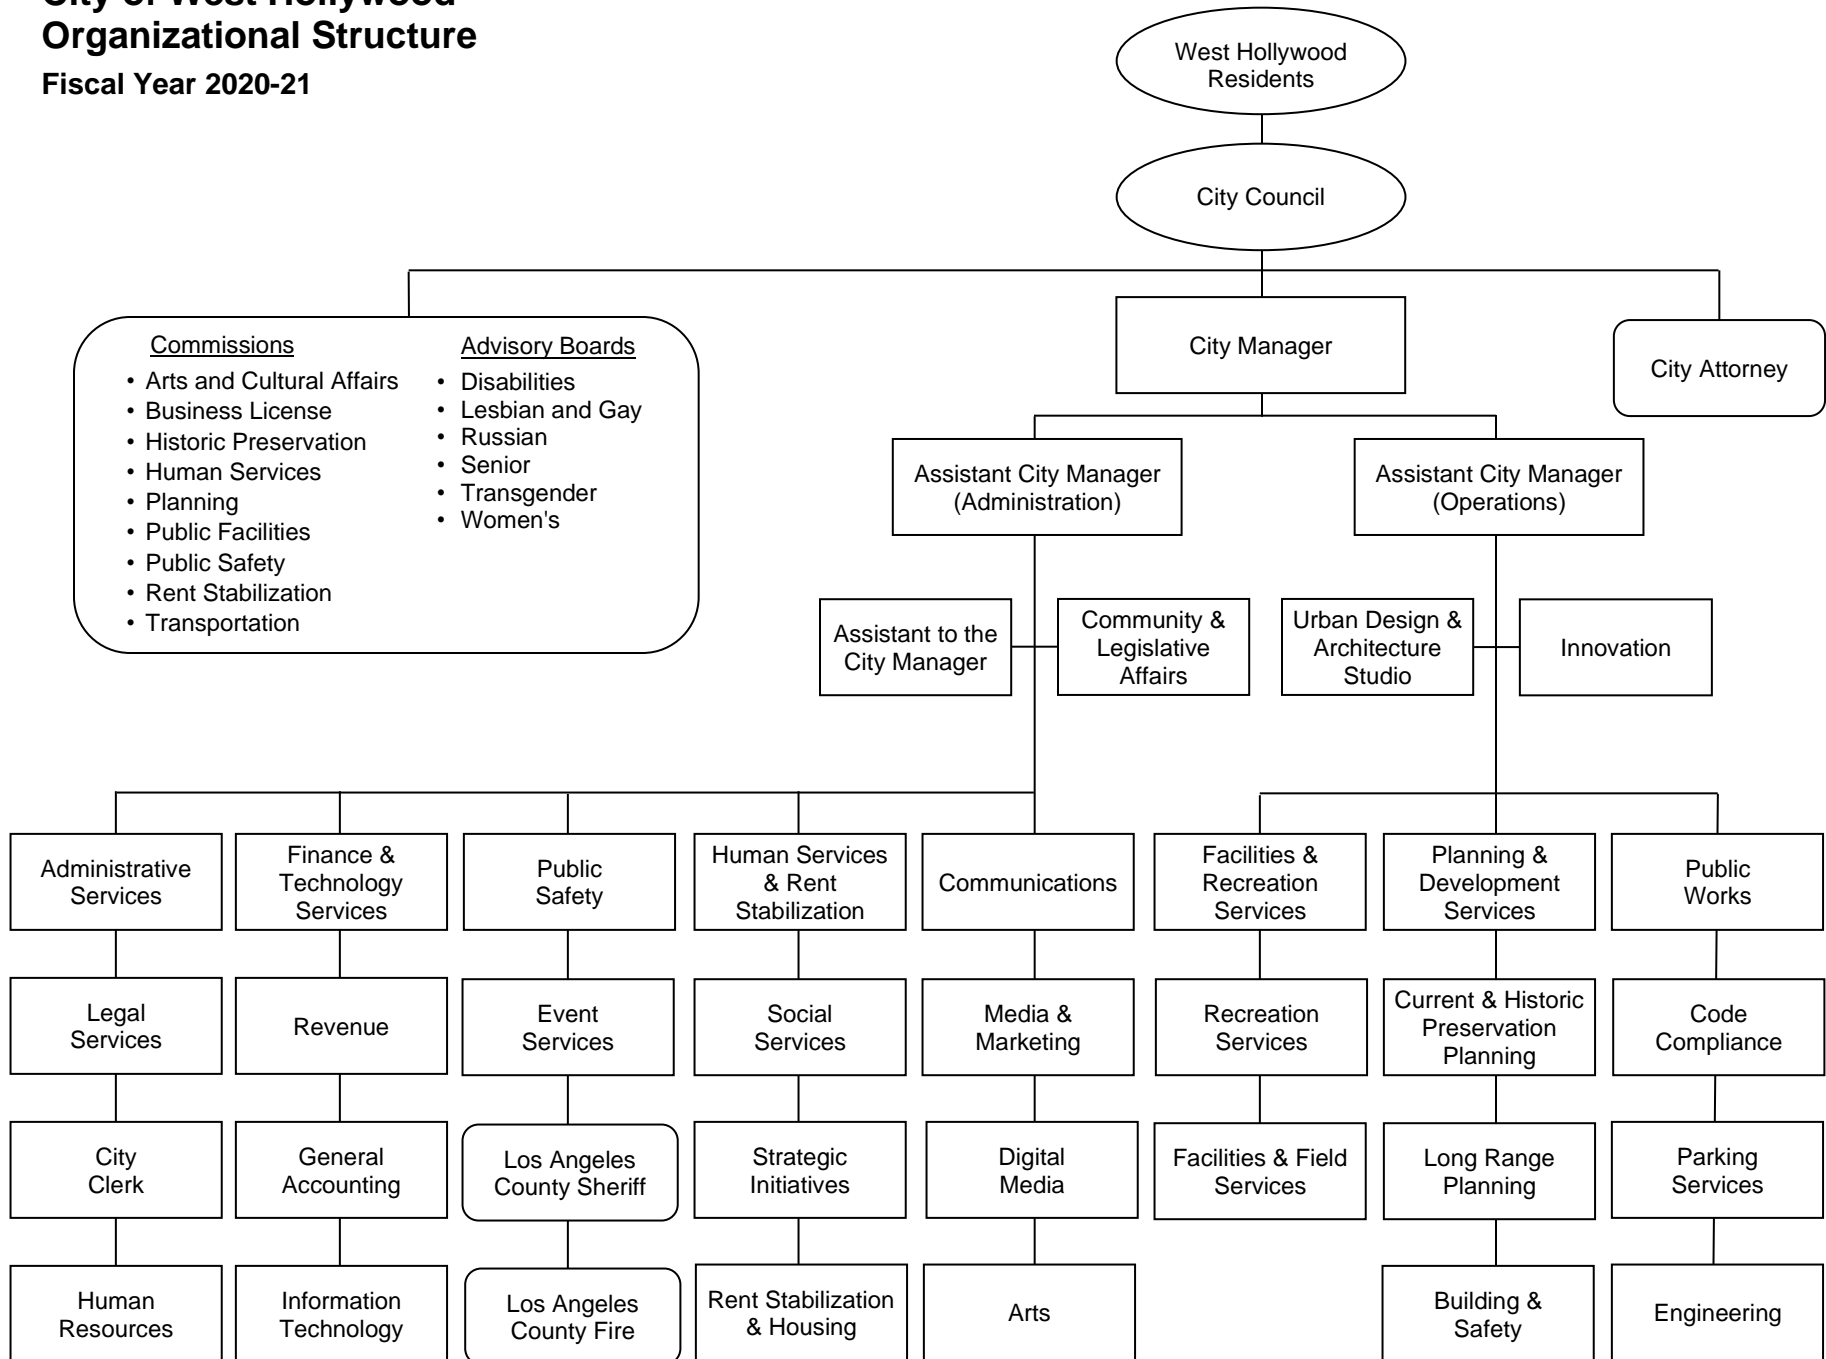 City of West Hollywood
Organizational Structure
Fiscal Year 2020-21
West Hollywood
Residents
City Council
Commissions
• Arts and Cultural Affairs
• Business License
• Historic Preservation
• Human Services
• Planning
• Public Facilities
• Public Safety
• Rent Stabilization
• Transportation
Advisory Boards
• Disabilities
• Lesbian and Gay
• Russian
• Senior
• Transgender
• Women's
City Manager
City Attorney
Assistant City Manager
(Administration)
Assistant City Manager
(Operations)
Assistant to the
City Manager
Community &
Legislative
Affairs
Urban Design &
Architecture
Studio
Innovation
Administrative
Services
Finance &
Technology
Services
Public
Safety
Human Services
& Rent
Stabilization
Communications
Facilities &
Recreation
Services
Planning &
Development
Services
Public
Works
Legal
Services
Revenue
Event
Services
Social
Services
Media &
Marketing
Recreation
Services
Current & Historic
Preservation
Planning
Code
Compliance
City
Clerk
General
Accounting
Los Angeles
County Sheriff
Strategic
Initiatives
Digital
Media
Facilities & Field
Services
Long Range
Planning
Parking
Services
Human
Resources
Information
Technology
Los Angeles
County Fire
Rent Stabilization
& Housing
Arts
Building &
Safety
Engineering